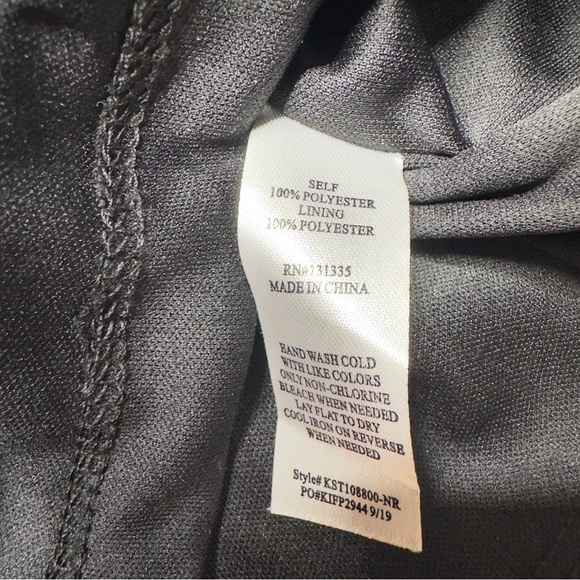 SELF
100% POLYESTER
LINING
100% POLYESTER
RN#131335
MADE IN CHINA
HAND WASH COLD
WITH LIKE COLORS
ONLY NON-CHLORINE
BLEACH WHEN NEEDED
LAY FLAT TO DRY
COOL IRON ON REVERSE
WHEN NEEDED
Style# KST108800-NR
PO#KIFP2944 9/19